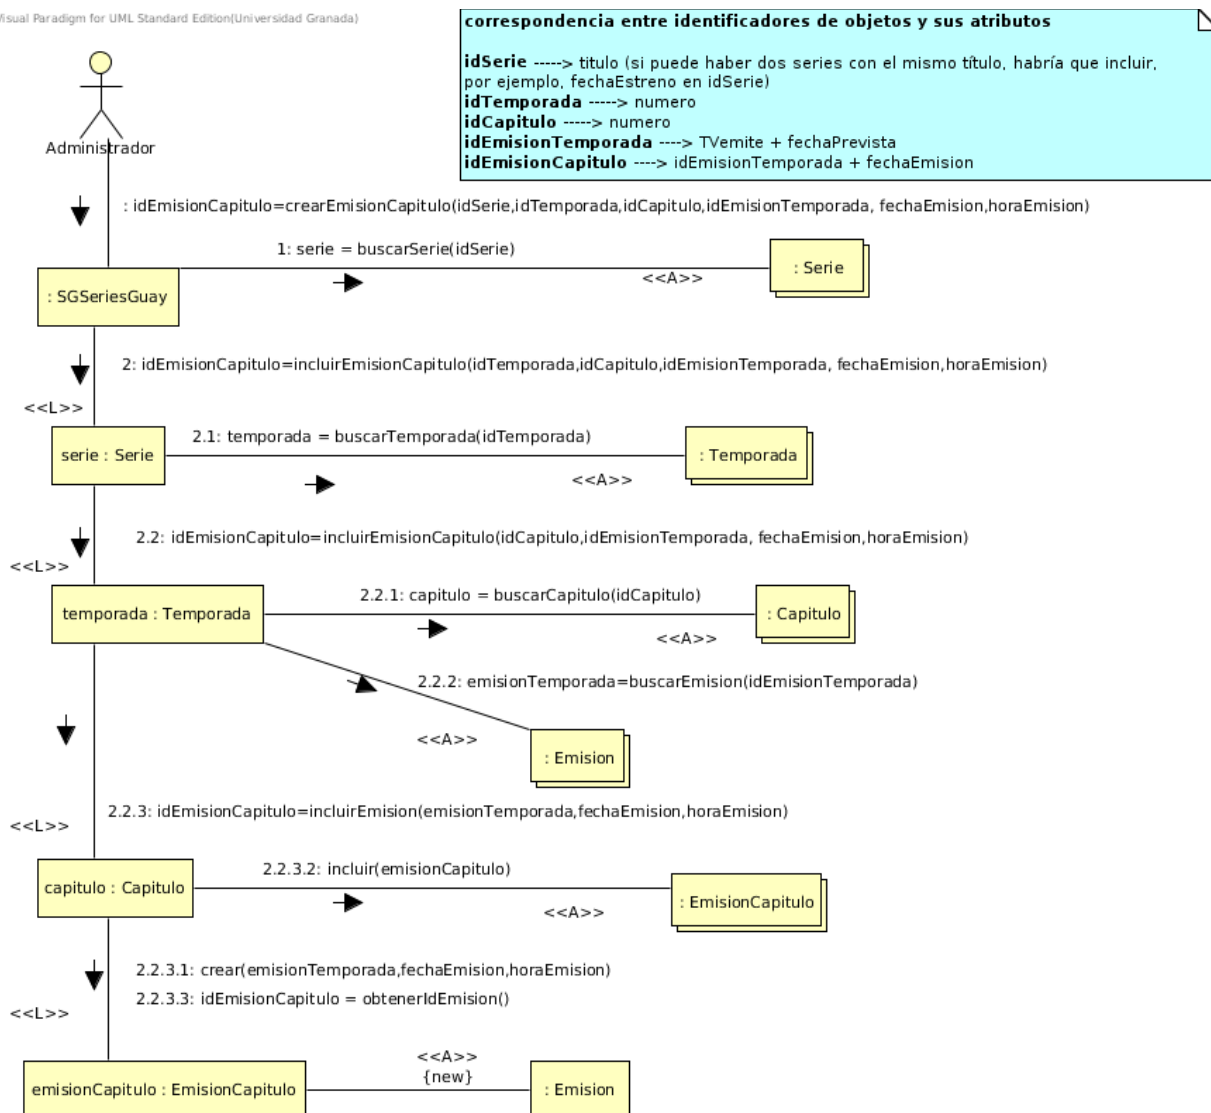 Visual Paradigm for UML Standard Edition(Universidad Granada)
correspondencia entre identificadores de objetos y sus atributos
idSerie -----> titulo (si puede haber dos series con el mismo título, habría que incluir,
por ejemplo, fechaEstreno en idSerie)
idTemporada -----> numero
idCapitulo -----> numero
idEmisionTemporada ----> TVemite + fechaPrevista
idEmisionCapitulo ----> idEmisionTemporada + fechaEmision
Administrador
: idEmisionCapitulo=crearEmisionCapitulo(idSerie,idTemporada,idCapitulo,idEmisionTemporada, fechaEmision,horaEmision)
1: serie = buscarSerie(idSerie)
<<A>>
: Serie
: SGSeriesGuay
2: idEmisionCapitulo=incluirEmisionCapitulo(idTemporada,idCapitulo,idEmisionTemporada, fechaEmision,horaEmision)
<<L>>
serie : Serie
2.1: temporada = buscarTemporada(idTemporada)
<<A>>
: Temporada
2.2: idEmisionCapitulo=incluirEmisionCapitulo(idCapitulo,idEmisionTemporada, fechaEmision,horaEmision)
<<L>>
temporada : Temporada
2.2.1: capitulo = buscarCapitulo(idCapitulo)
<<A>>
: Capitulo
2.2.2: emisionTemporada=buscarEmision(idEmisionTemporada)
<<A>>
: Emision
2.2.3: idEmisionCapitulo=incluirEmision(emisionTemporada,fechaEmision,horaEmision)
<<L>>
capitulo : Capitulo
2.2.3.2: incluir(emisionCapitulo)
<<A>>
: EmisionCapitulo
2.2.3.1: crear(emisionTemporada,fechaEmision,horaEmision)
2.2.3.3: idEmisionCapitulo = obtenerIdEmision()
<<L>>
emisionCapitulo : EmisionCapitulo
<<A>>
{new}
: Emision